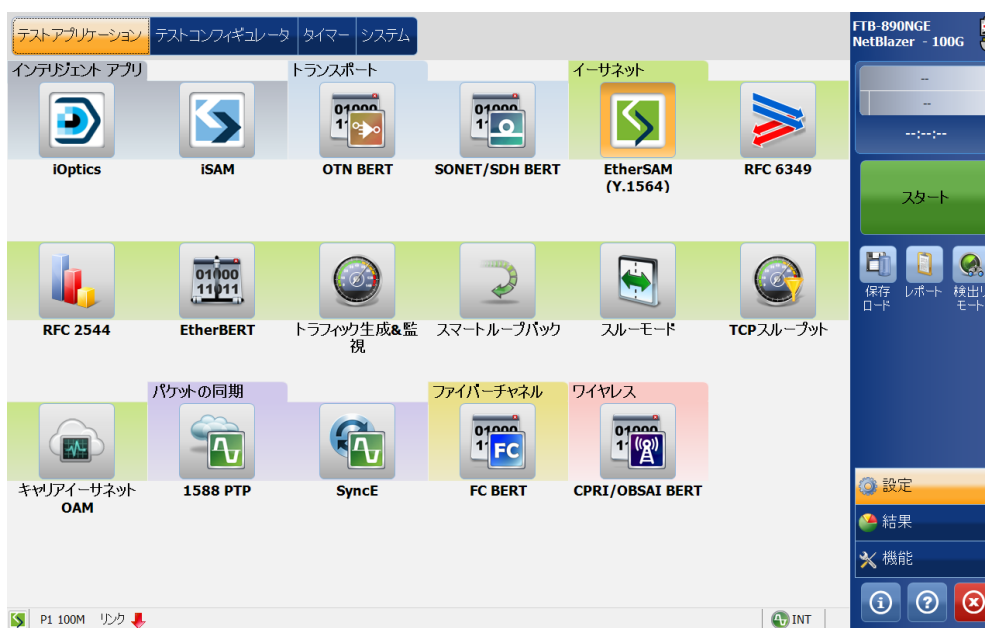 テストアプリケーション テストコンフィギュレータ タイマー システム
FTB-890NGE
NetBlazer - 100G
インテリジェント アプリ トランスポート イーサネット
iOptics iSAM OTN BERT SONET/SDH BERT EtherSAM (Y.1564) RFC 6349
RFC 2544 EtherBERT トラフィック生成&監視 スマートループバック スルーモード TCPスループット
パケットの同期 ファイバーチャネル ワイヤレス
FC
キャリアイーサネット OAM 1588 PTP SyncE FC BERT CPRI/OBSAI BERT
--
--
--:--:--
スタート
保存
ロード
レポート
検出リ
モート
設定
結果
機能
P1 100M リンク
INT